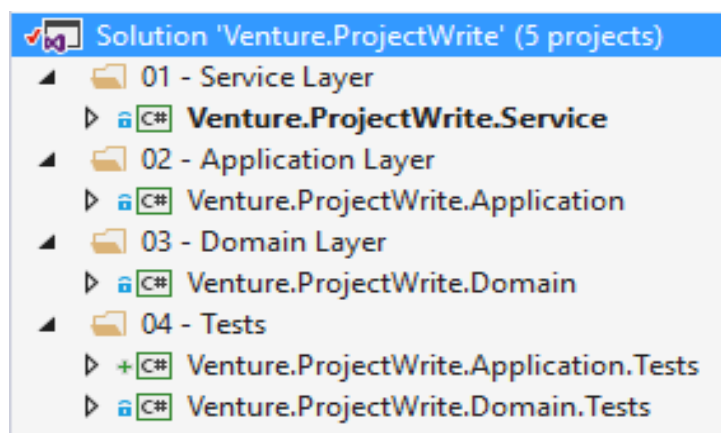 Solution 'Venture.ProjectWrite' (5 projects)
01 - Service Layer
C# Venture.ProjectWrite.Service
02 - Application Layer
C# Venture.ProjectWrite.Application
03 - Domain Layer
C# Venture.ProjectWrite.Domain
04 - Tests
C# Venture.ProjectWrite.Application.Tests
C# Venture.ProjectWrite.Domain.Tests